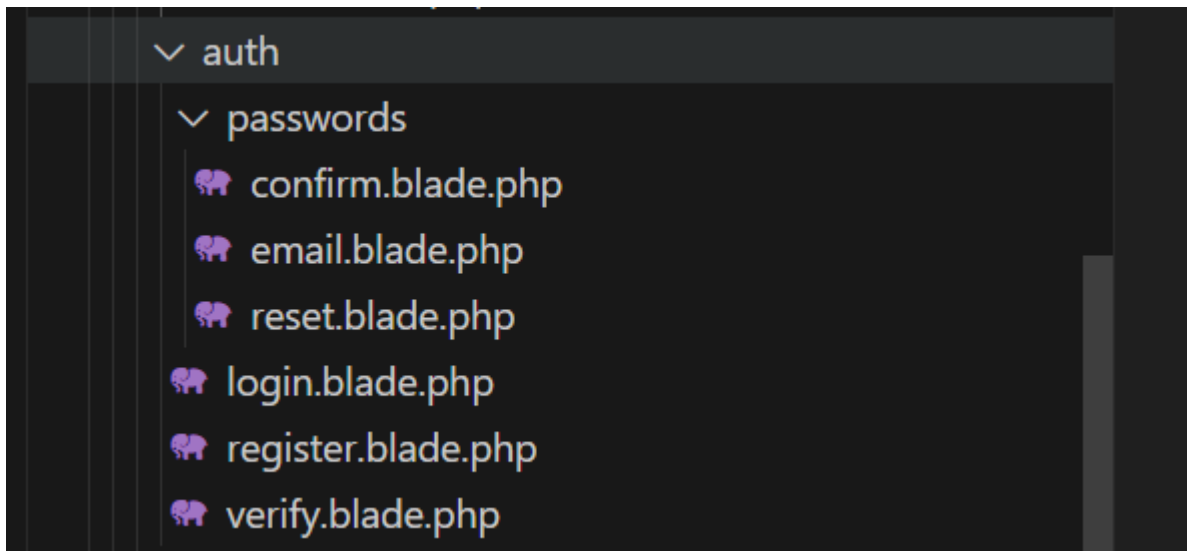 auth
passwords
confirm.blade.php
email.blade.php
reset.blade.php
login.blade.php
register.blade.php
verify.blade.php